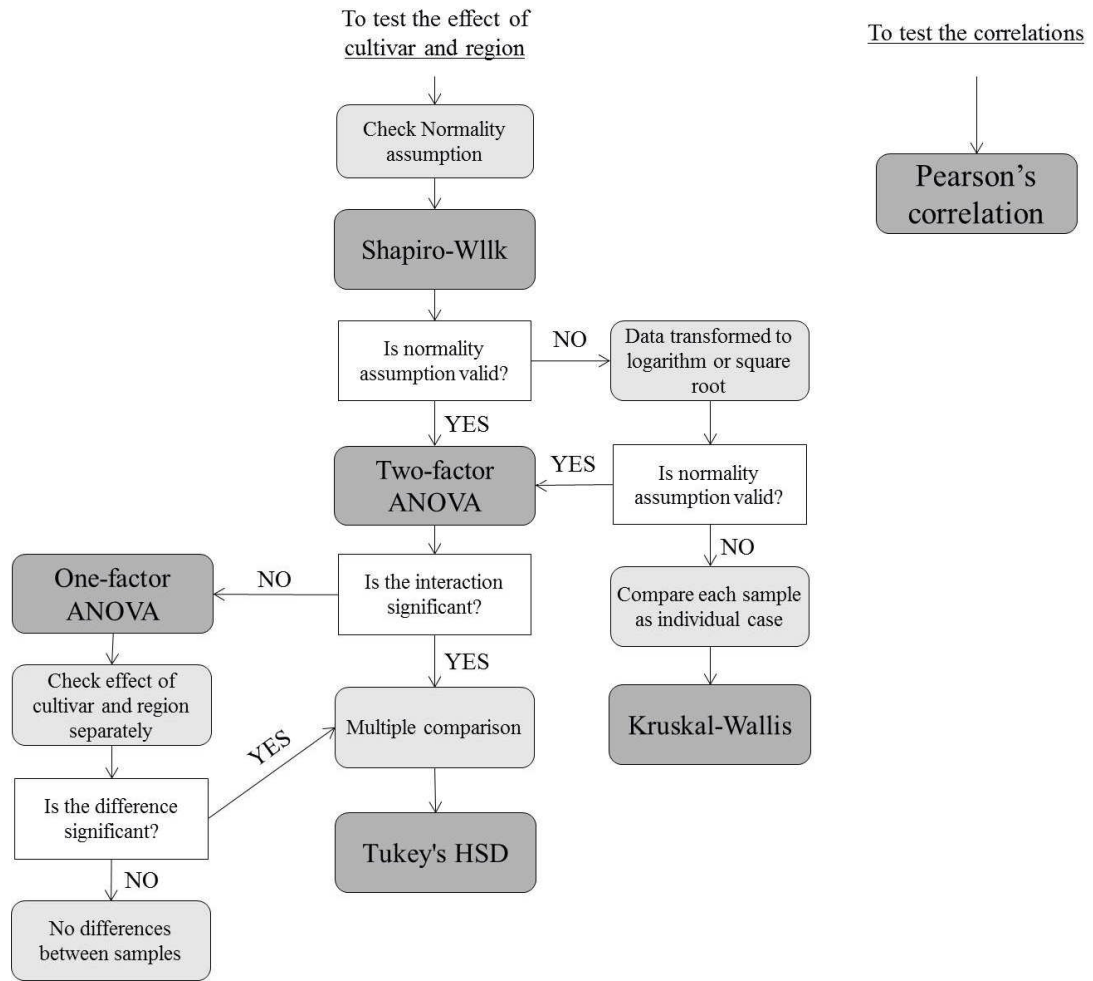 To test the effect of
cultivar and region
To test the correlations
Check Normality
assumption
Pearson’s
correlation
Shapiro-Wllk
Is normality
assumption valid?
NO
Data transformed to
logarithm or square
root
YES
Two-factor
ANOVA
YES
Is normality
assumption valid?
NO
One-factor
ANOVA
NO
Is the interaction
significant?
Compare each sample
as individual case
YES
Check effect of
cultivar and region
separately
Multiple comparison
Kruskal-Wallis
YES
Is the difference
significant?
Tukey's HSD
NO
No differences
between samples